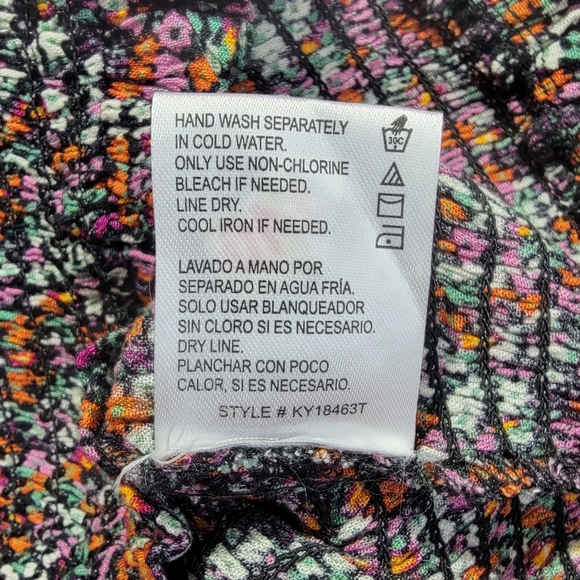 HAND WASH SEPARATELY
IN COLD WATER.
ONLY USE NON-CHLORINE
BLEACH IF NEEDED.
LINE DRY.
COOL IRON IF NEEDED.
30C
LAVADO A MANO POR
SEPARADO EN AGUA FRÍA.
SOLO USAR BLANQUEADOR
SIN CLORO SI ES NECESARIO.
DRY LINE.
PLANCHAR CON POCO
CALOR, SI ES NECESARIO.
STYLE # KY18463T